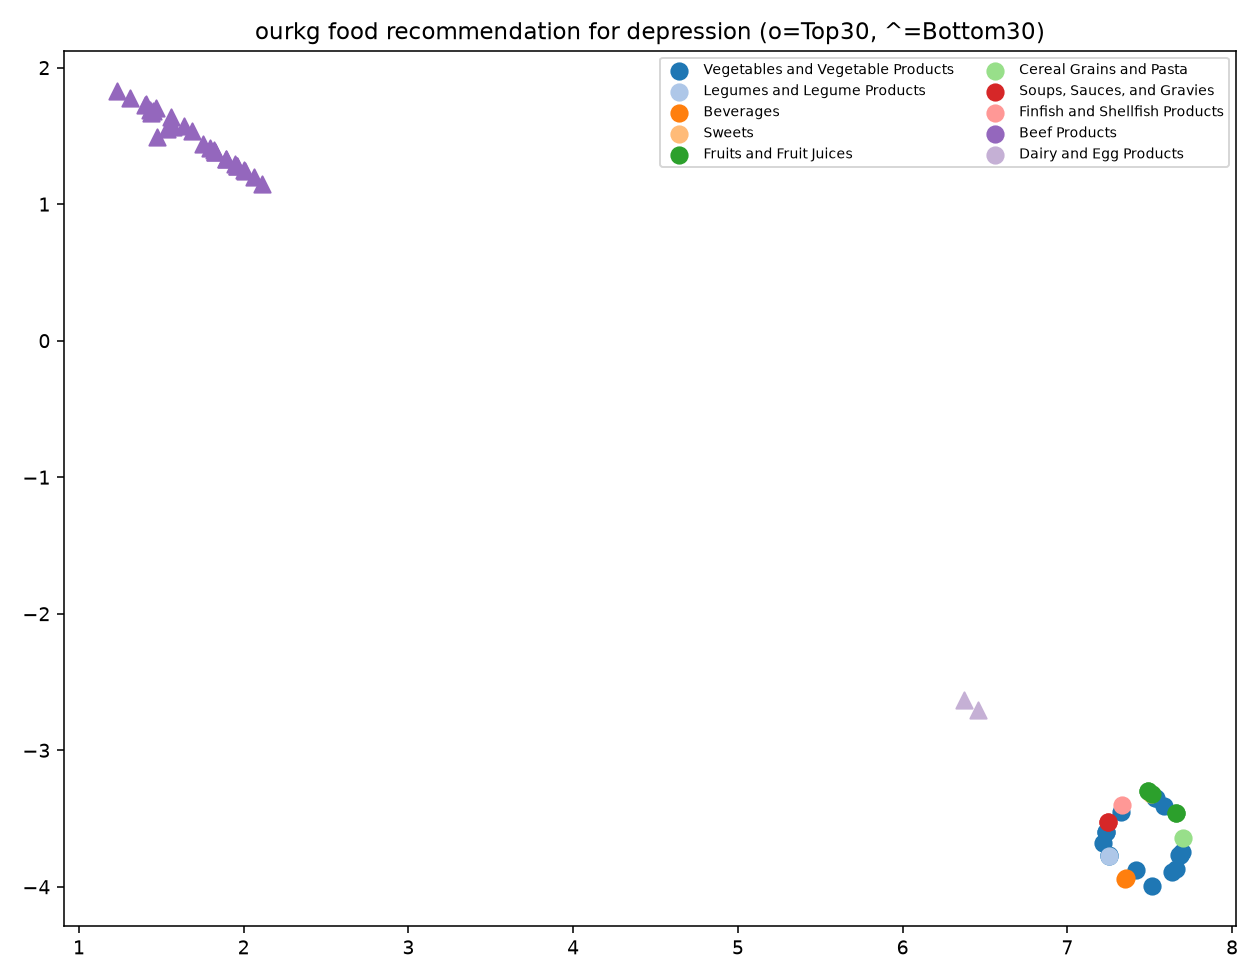 ourkg food recommendation for depression (o=Top30, ^=Bottom30)
Vegetables and Vegetable Products
Legumes and Legume Products
Beverages
Sweets
Fruits and Fruit Juices
Cereal Grains and Pasta
Soups, Sauces, and Gravies
Finfish and Shellfish Products
Beef Products
Dairy and Egg Products
2
1
0
−1
−2
−3
−4
1 2 3 4 5 6 7 8